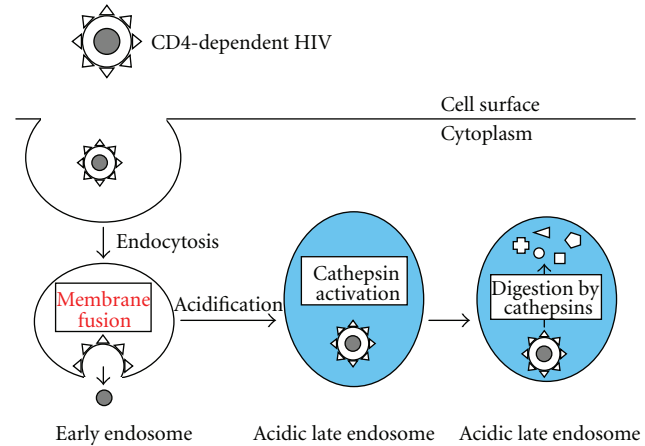 CD4-dependent HIV
Cell surface
Cytoplasm
Endocytosis
Membrane
fusion
Acidification
Cathepsin
activation
Digestion by
cathepsins
Early endosome
Acidic late endosome
Acidic late endosome